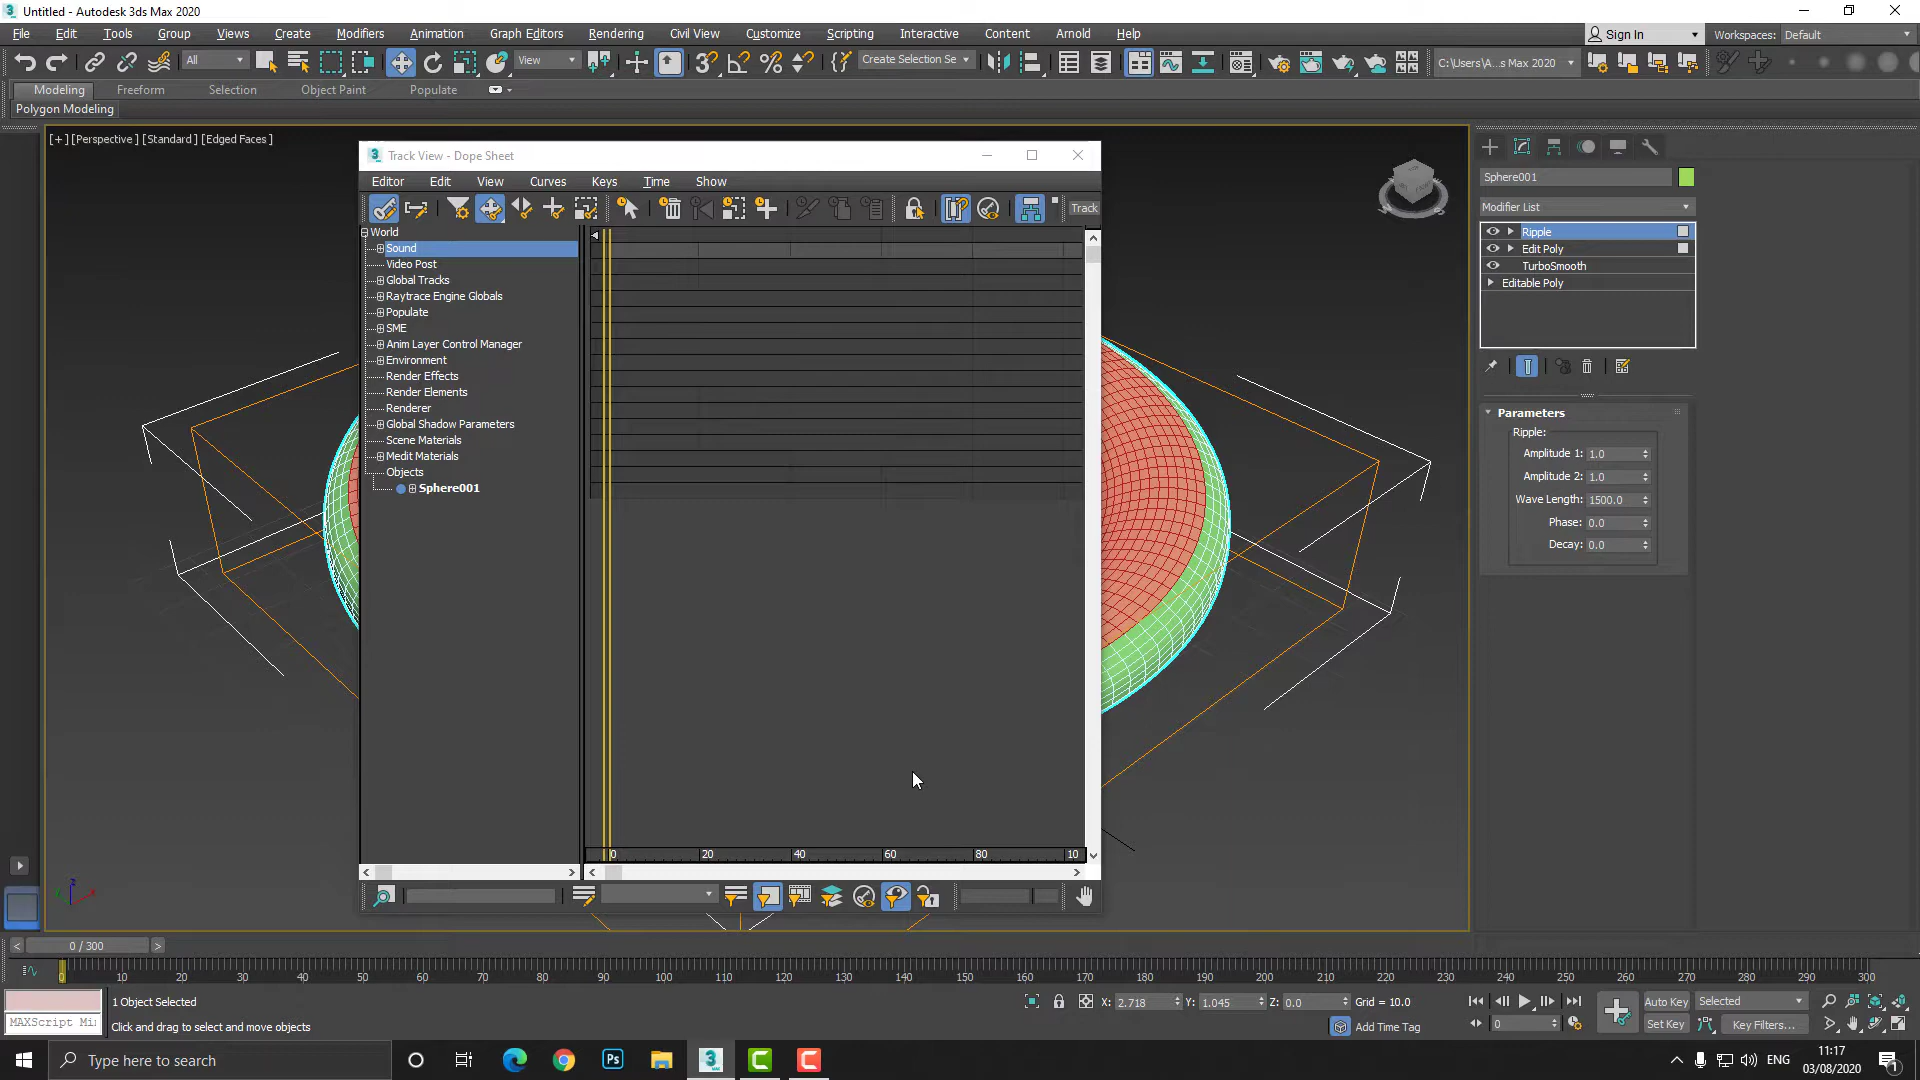 Untitled - Autodesk 3ds Max 2020
File Edit Tools Group Views Create Modifiers Animation Graph Editors Rendering Civil View Customize Scripting Interactive Content Arnold Help
Sign In
Workspaces: Default
All
View
Create Selection Se
C:\Users\A...s Max 2020
Modeling Freeform Selection Object Paint Populate
Polygon Modeling
[+] [Perspective] [Standard] [Edged Faces]
Track View - Dope Sheet
Editor Edit View Curves Keys Time Show
Track
World
Sound
Video Post
Global Tracks
Raytrace Engine Globals
Populate
SME
Anim Layer Control Manager
Environment
Render Effects
Render Elements
Renderer
Global Shadow Parameters
Scene Materials
Medit Materials
Objects
Sphere001
0 20 40 60 80 10
Sphere001
Modifier List
Ripple
Edit Poly
TurboSmooth
Editable Poly
Parameters
Ripple:
Amplitude 1: 1.0
Amplitude 2: 1.0
Wave Length: 1500.0
Phase: 0.0
Decay: 0.0
0 / 300
0 10 20 30 40 50 60 70 80 90 100 110 120 130 140 150 160 170 180 190 200 210 220 230 240 250 260 270 280 290 300
1 Object Selected
X: 2.718 Y: 1.045 Z: 0.0 Grid = 10.0
Auto Key Selected
MAXScript Mi
Click and drag to select and move objects
Add Time Tag
0
Set Key Key Filters...
Type here to search
Ps
3
MAX
C
C
ENG
11:17
03/08/2020
1